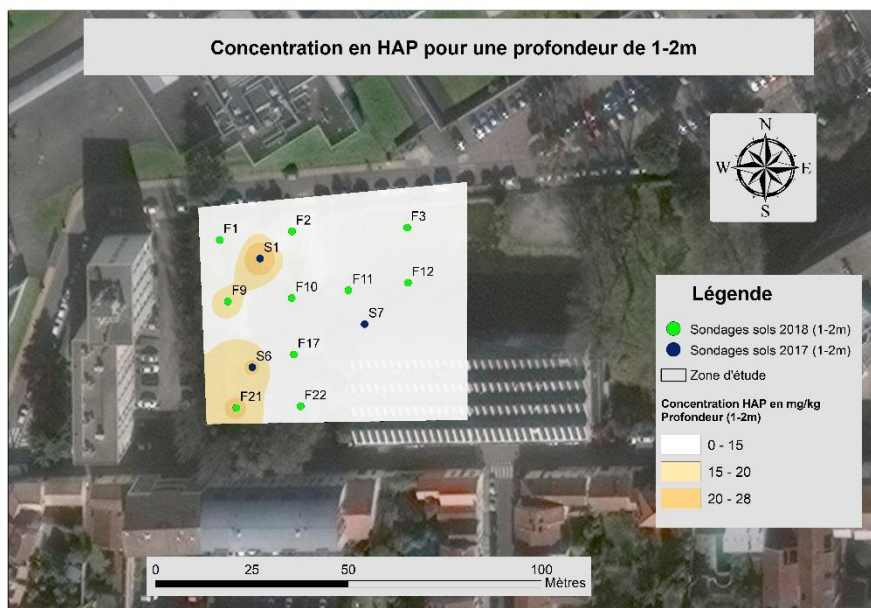 Concentration en HAP pour une profondeur de 1-2m
N
W E
S
F1
F2
F3
S1
F9
F10
F11
F12
S7
F17
S6
F21
F22
Légende
Sondages sols 2018 (1-2m)
Sondages sols 2017 (1-2m)
Zone d'étude
Concentration HAP en mg/kg
Profondeur (1-2m)
0 - 15
15 - 20
20 - 28
0 25 50 100
Mètres